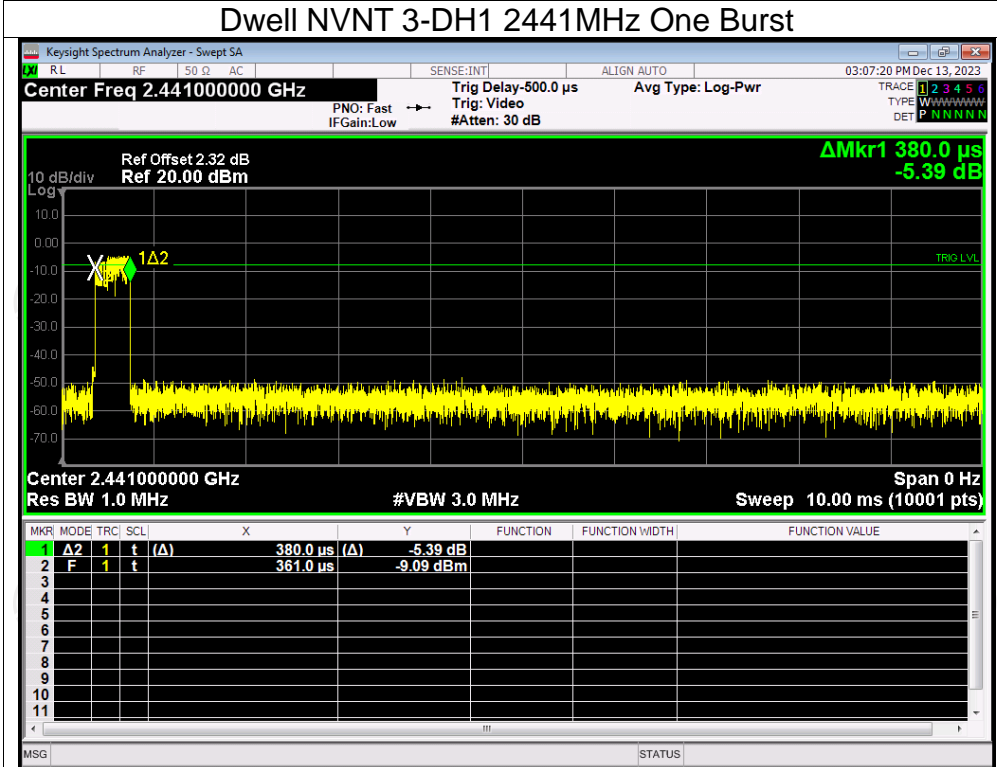 Dwell NVNT 3-DH1 2441MHz One Burst
Keysight Spectrum Analyzer - Swept SA
LXI RL RF 50 Ω AC SENSE:INT ALIGN AUTO 03:07:20 PM Dec 13, 2023
Center Freq 2.441000000 GHz Trig Delay-500.0 µs Avg Type: Log-Pwr TRACE 1 2 3 4 5 6
PNO: Fast Trig: Video TYPE WWWWWW
IFGain:Low #Atten: 30 dB DET P N N N N N
ΔMkr1 380.0 µs
-5.39 dB
Ref Offset 2.32 dB
10 dB/div Ref 20.00 dBm
Log
10.0
0.00
1Δ2
TRIG LVL
-10.0
-20.0
-30.0
-40.0
-50.0
-60.0
-70.0
Center 2.441000000 GHz Span 0 Hz
Res BW 1.0 MHz #VBW 3.0 MHz Sweep 10.00 ms (10001 pts)
MKR MODE TRC SCL X Y FUNCTION FUNCTION WIDTH FUNCTION VALUE
1 Δ2 1 t (Δ) 380.0 µs (Δ) -5.39 dB
2 F 1 t 361.0 µs -9.09 dBm
3
4
5
6
7
8
9
10
11
MSG STATUS